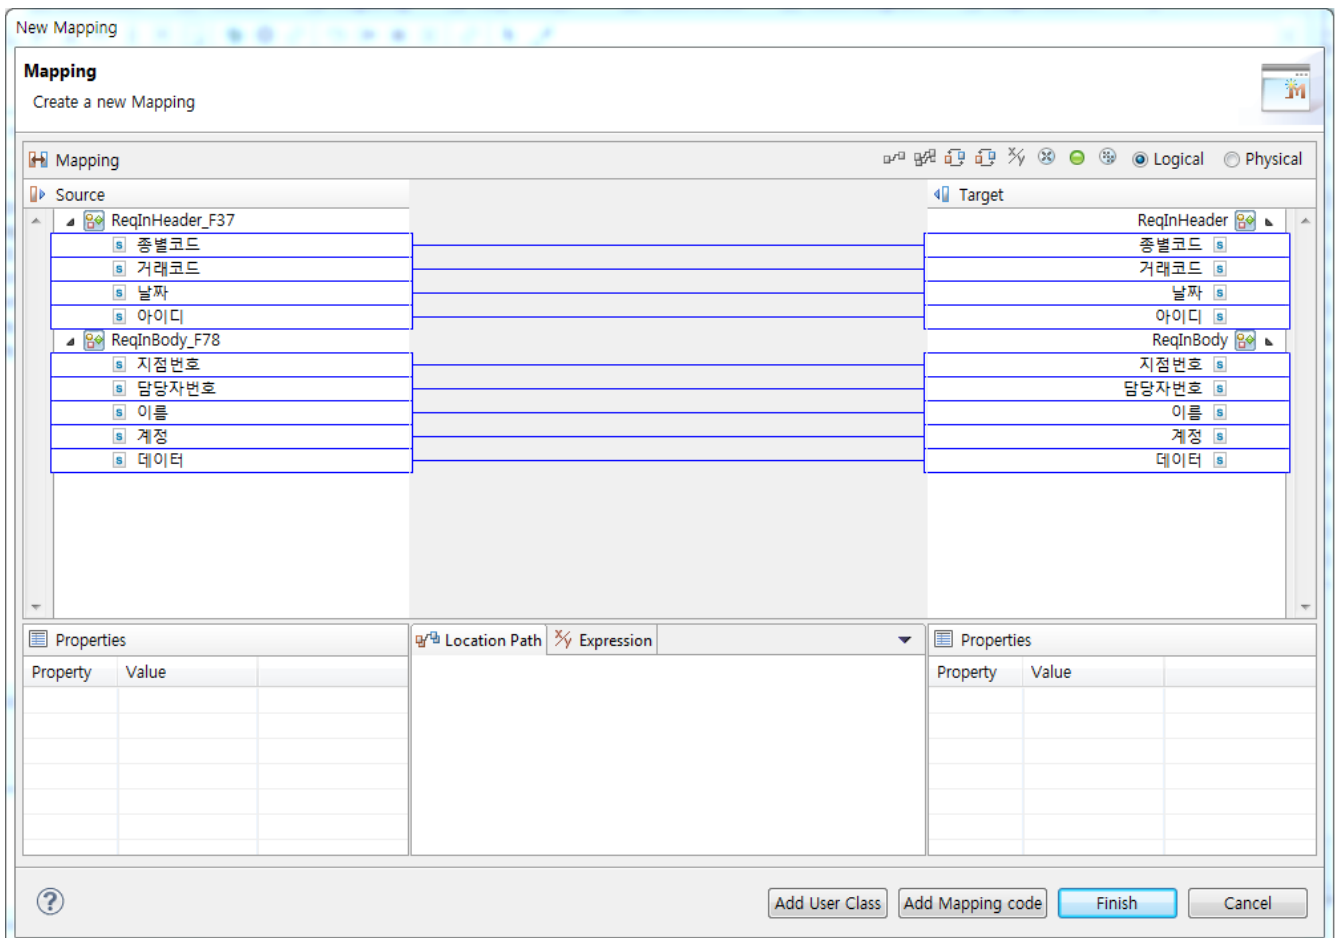 New Mapping
Mapping
Create a new Mapping
Mapping
Logical Physical
Source Target
ReqInHeader_F37 ReqInHeader
s 종별코드 종별코드 s
s 거래코드 거래코드 s
s 날짜 날짜 s
s 아이디 아이디 s
ReqInBody_F78 ReqInBody
s 지점번호 지점번호 s
s 담당자번호 담당자번호 s
s 이름 이름 s
s 계정 계정 s
s 데이터 데이터 s
Properties Location Path X/y Expression Properties
Property Value Property Value
? Add User Class Add Mapping code Finish Cancel